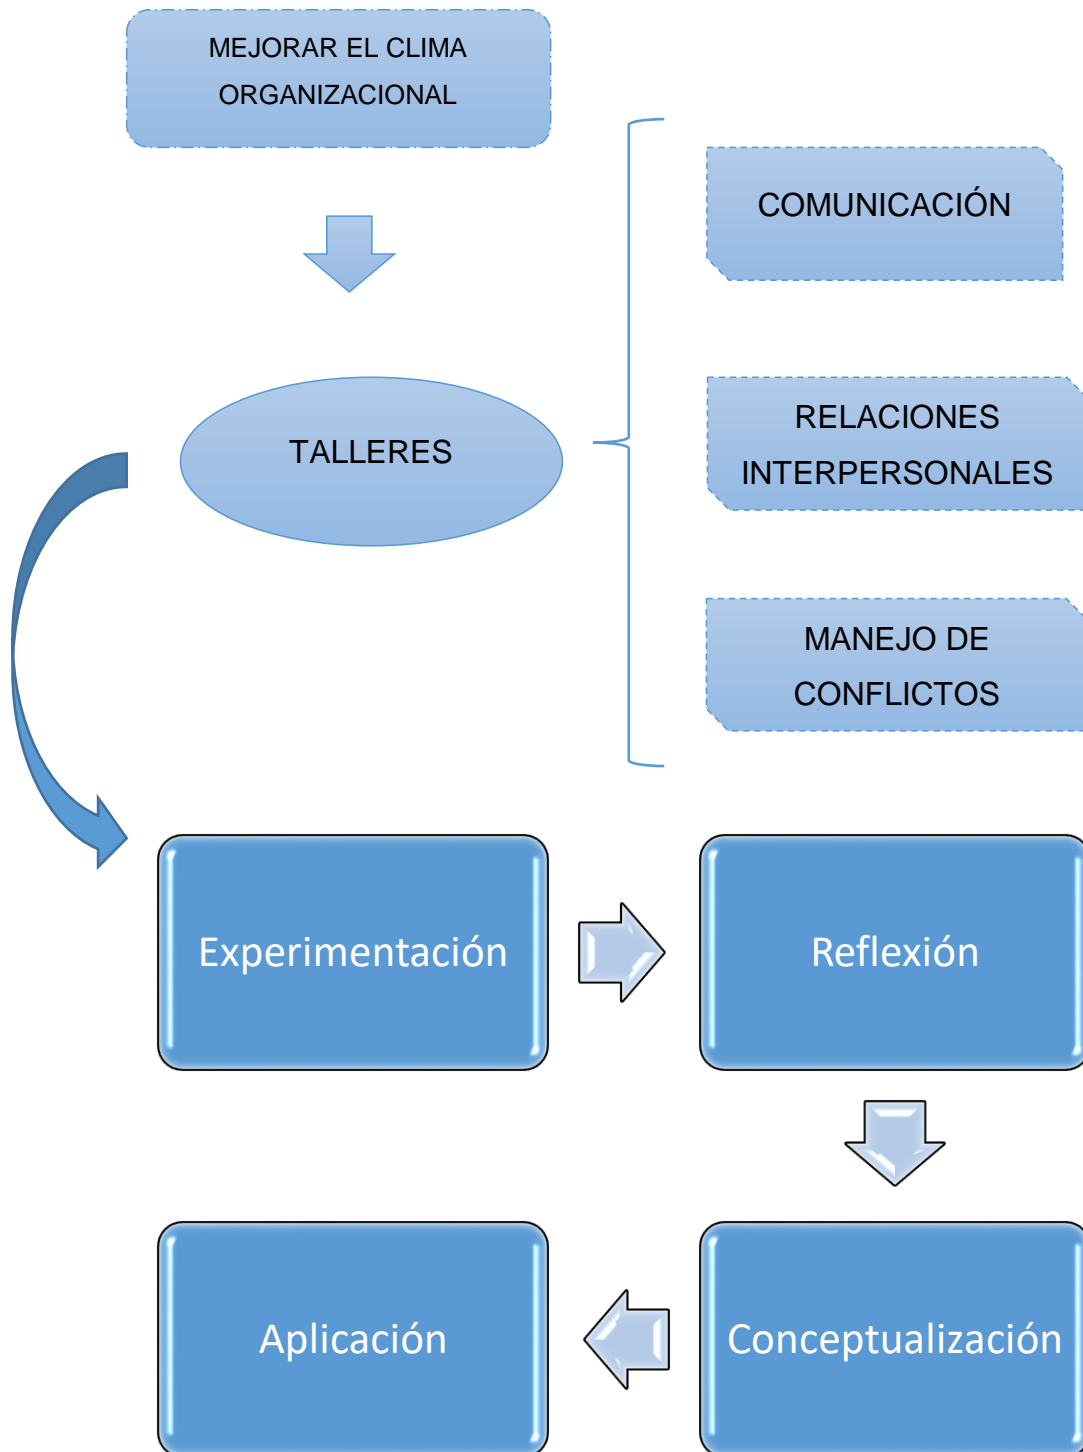 MEJORAR EL CLIMA
ORGANIZACIONAL
COMUNICACIÓN
TALLERES
RELACIONES
INTERPERSONALES
MANEJO DE
CONFLICTOS
Experimentación
Reflexión
Aplicación
Conceptualización